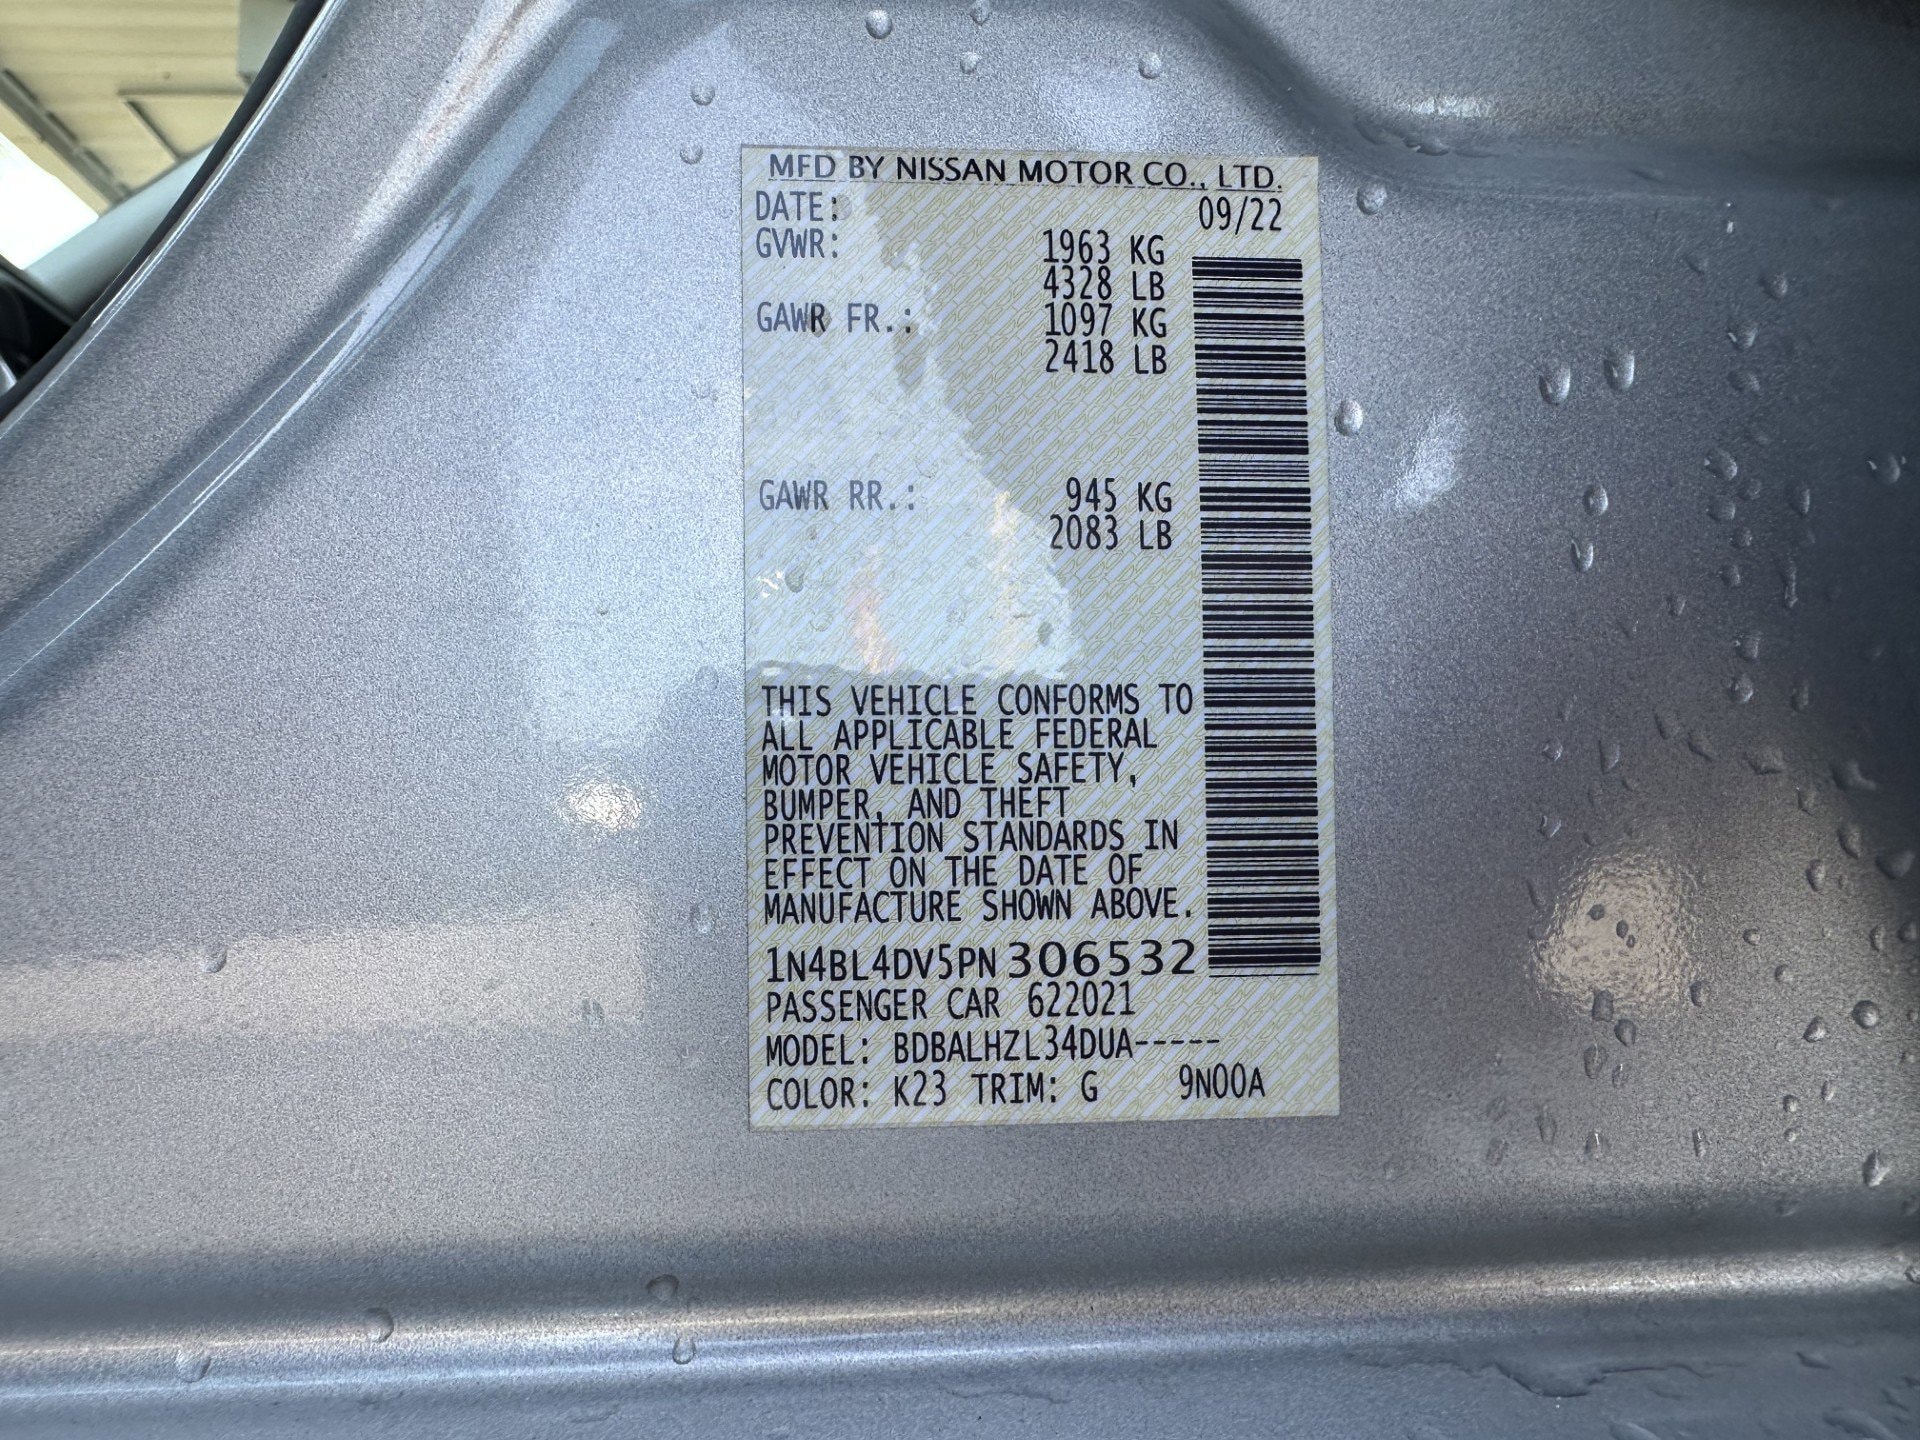 MFD BY NISSAN MOTOR CO., LTD.
DATE: 09/22
GVWR: 1963 KG
4328 LB
GAWR FR.: 1097 KG
2418 LB
GAWR RR.: 945 KG
2083 LB
THIS VEHICLE CONFORMS TO
ALL APPLICABLE FEDERAL
MOTOR VEHICLE SAFETY,
BUMPER, AND THEFT
PREVENTION STANDARDS IN
EFFECT ON THE DATE OF
MANUFACTURE SHOWN ABOVE.
1N4BL4DV5PN306532
PASSENGER CAR 622021
MODEL: BDBALHZL34DUA-----
COLOR: K23 TRIM: G 9N00A